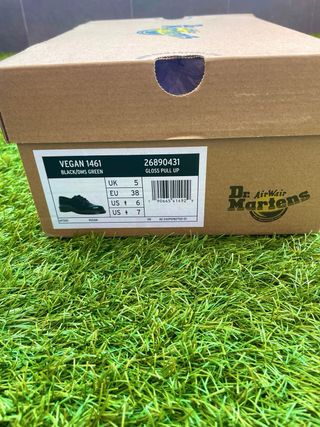 VEGAN 1461
BLACK/DMS GREEN
26890431
GLOSS PULL UP
UK 5
EU 38
US 6
US 7
Dr.
AirWair
Martens